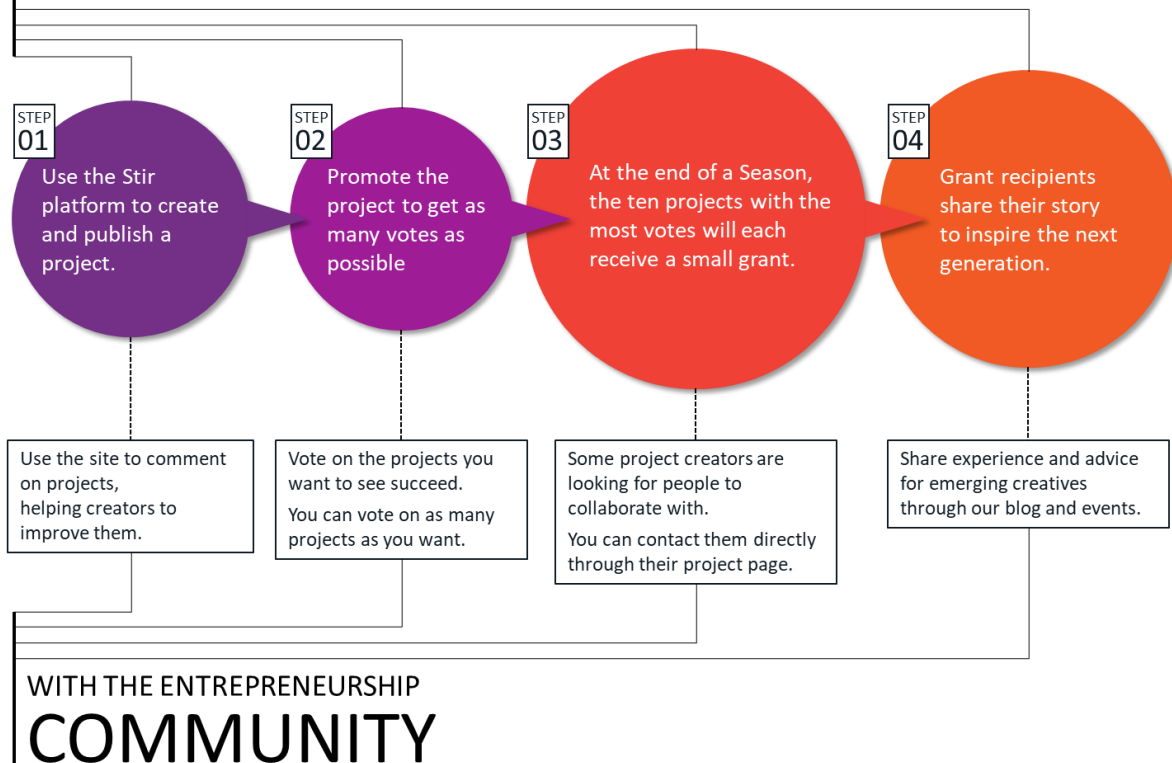 STEP
01
Use the Stir
platform to create
and publish a
project.
STEP
02
Promote the
project to get as
many votes as
possible
STEP
03
At the end of a Season,
the ten projects with the
most votes will each
receive a small grant.
STEP
04
Grant recipients
share their story
to inspire the next
generation.
Use the site to comment
on projects,
helping creators to
improve them.
Vote on the projects you
want to see succeed.
You can vote on as many
projects as you want.
Some project creators are
looking for people to
collaborate with.
You can contact them directly
through their project page.
Share experience and advice
for emerging creatives
through our blog and events.
WITH THE ENTREPRENEURSHIP
COMMUNITY